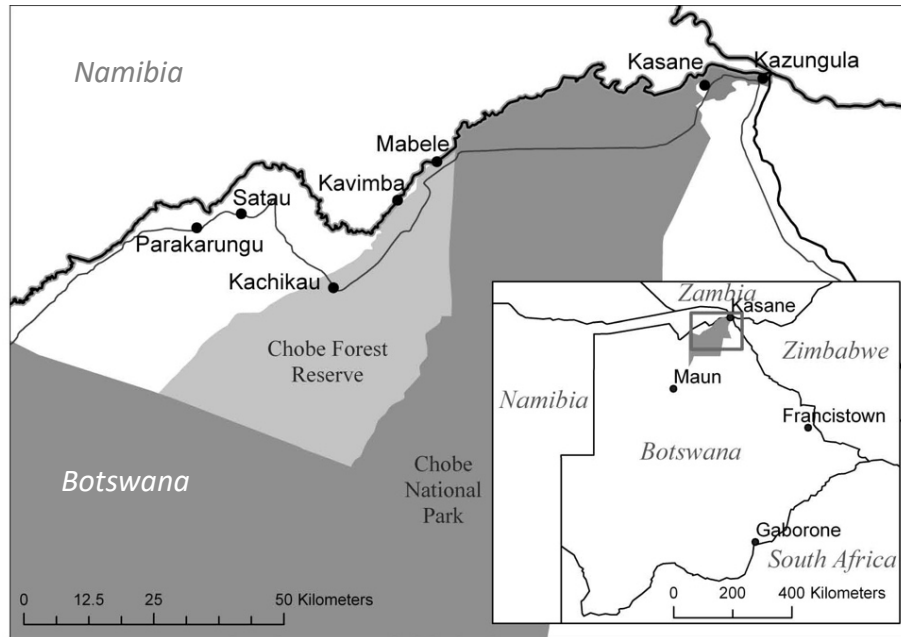 Namibia
Kasane
Kazungula
Mabele
Kavimba
Satau
Parakarungu
Kachikau
Chobe Forest
Reserve
Botswana
Chobe
National
Park
0 12.5 25 50 Kilometers
Zambia
Kasane
Zimbabwe
Maun
Namibia
Francistown
Botswana
Gaborone
South Africa
0 200 400 Kilometers